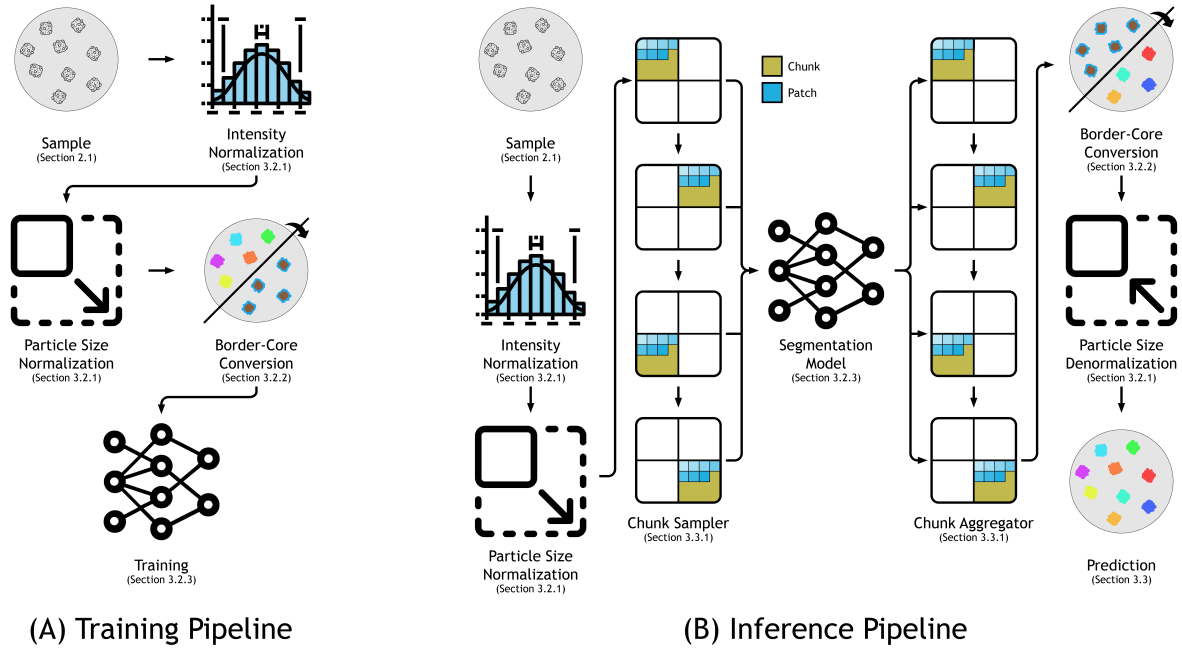 Sample
(Section 2.1)
Intensity
Normalization
(Section 3.2.1)
Particle Size
Normalization
(Section 3.2.1)
Border-Core
Conversion
(Section 3.2.2)
Training
(Section 3.2.3)
(A) Training Pipeline
Sample
(Section 2.1)
Intensity
Normalization
(Section 3.2.1)
Particle Size
Normalization
(Section 3.2.1)
Chunk Sampler
(Section 3.3.1)
Chunk
Patch
Segmentation
Model
(Section 3.2.3)
Chunk Aggregator
(Section 3.3.1)
Border-Core
Conversion
(Section 3.2.2)
Particle Size
Denormalization
(Section 3.2.1)
Prediction
(Section 3.3)
(B) Inference Pipeline